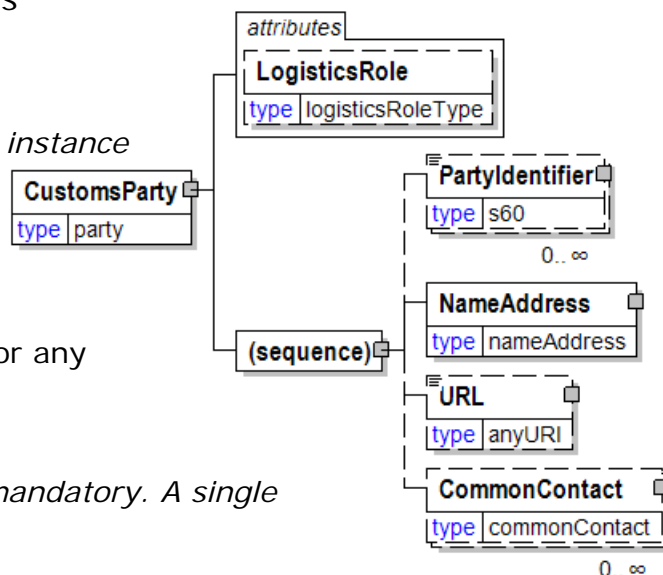 s
attributes
LogisticsRole
type logisticsRoleType
instance
CustomsParty
type party
PartyIdentifier
type s60
0.. ∞
NameAddress
type nameAddress
(sequence)
or any
URL
type anyURI
mandatory. A single
CommonContact
type commonContact
0.. ∞